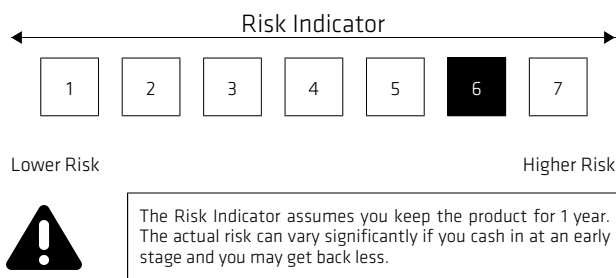 Risk Indicator
1 2 3 4 5 6 7
Lower Risk Higher Risk
The Risk Indicator assumes you keep the product for 1 year.
The actual risk can vary significantly if you cash in at an early
stage and you may get back less.